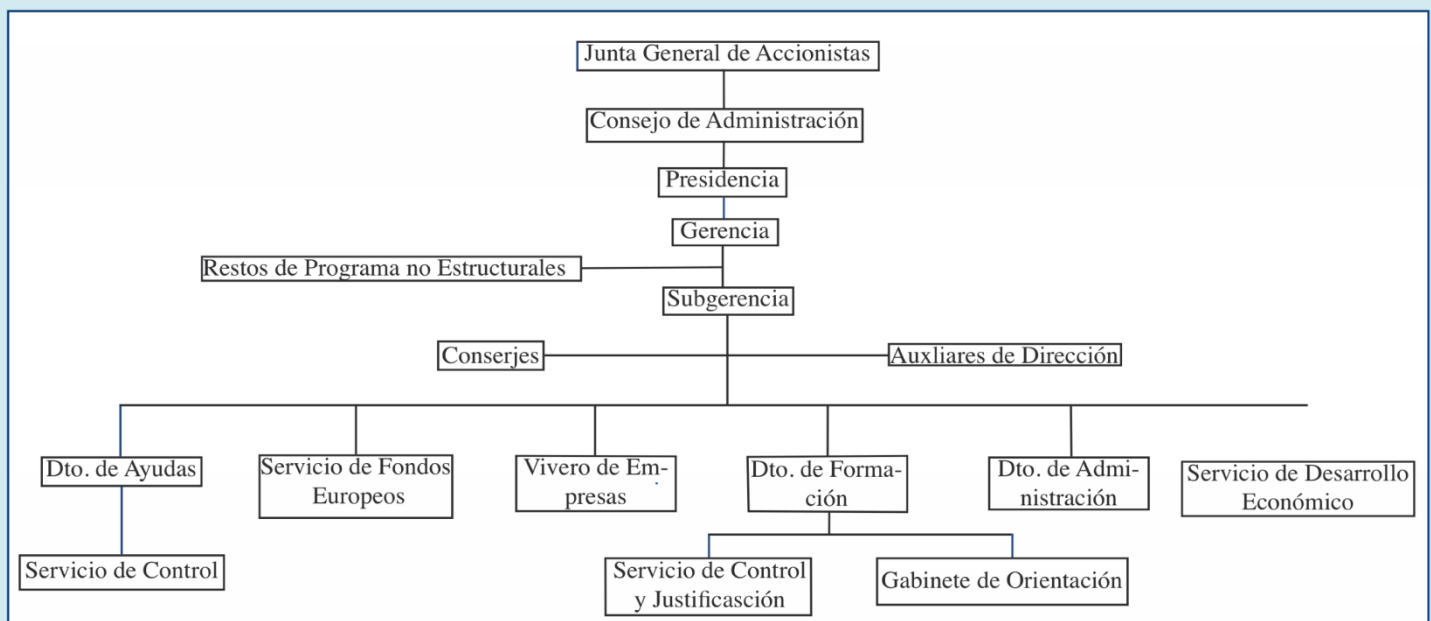 Junta General de Accionistas
Consejo de Administración
Presidencia
Gerencia
Restos de Programa no Estructurales
Subgerencia
Conserjes
Auxliares de Dirección
Dto. de Ayudas
Servicio de Fondos
Europeos
Vivero de Em-
presas
Dto. de Forma-
ción
Dto. de Admi-
nistración
Servicio de Desarrollo
Económico
Servicio de Control
Servicio de Control
y Justificascción
Gabinete de Orientación